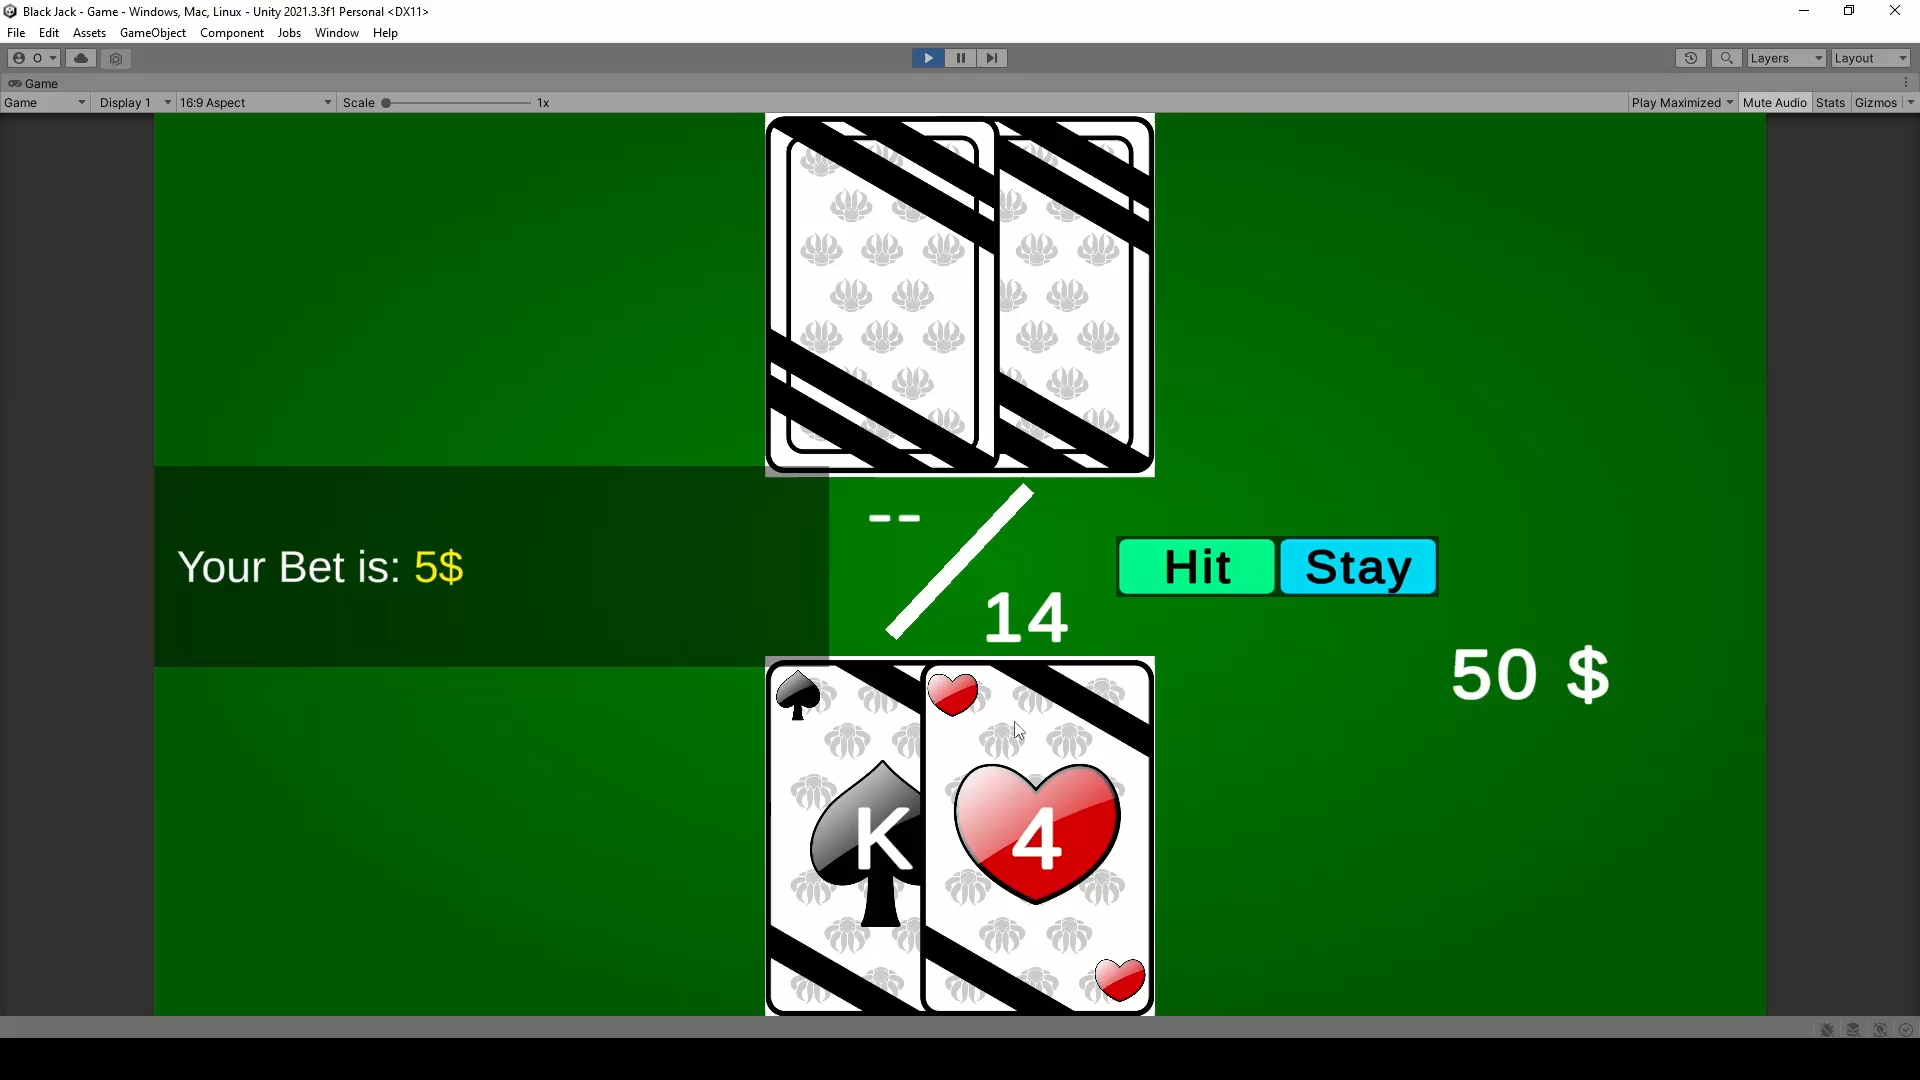 Black Jack - Game - Windows, Mac, Linux - Unity 2021.3.3f1 Personal <DX11>
File Edit Assets GameObject Component Jobs Window Help
O Layers Layout
Game
Game Display 1 16:9 Aspect Scale 1x Play Maximized Mute Audio Stats Gizmos
--
Your Bet is: 5$
Hit Stay
14
50 $
K 4